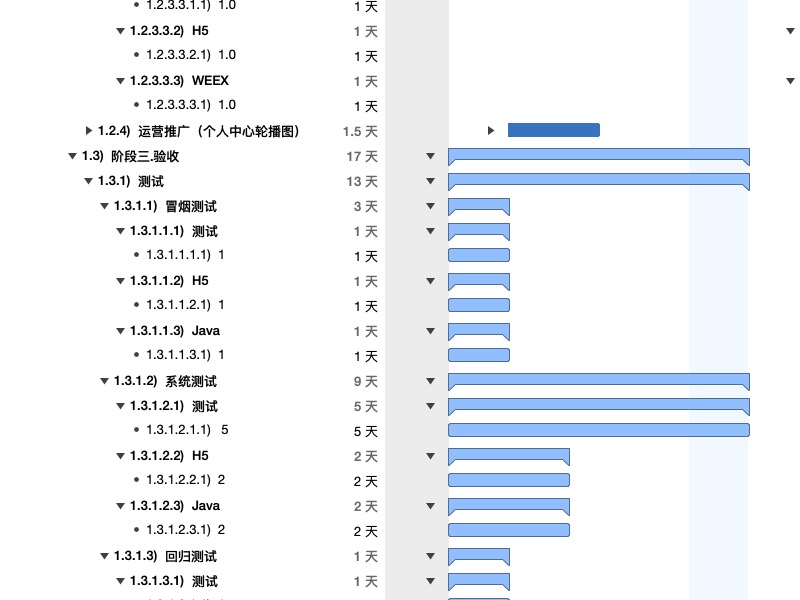 1.2.3.3.1.1) 1.0 1 天
1.2.3.3.2) H5 1 天
1.2.3.3.2.1) 1.0 1 天
1.2.3.3.3) WEEX 1 天
1.2.3.3.3.1) 1.0 1 天
1.2.4) 运营推广（个人中心轮播图） 1.5 天
1.3) 阶段三.验收 17 天
1.3.1) 测试 13 天
1.3.1.1) 冒烟测试 3 天
1.3.1.1.1) 测试 1 天
1.3.1.1.1.1) 1 1 天
1.3.1.1.2) H5 1 天
1.3.1.1.2.1) 1 1 天
1.3.1.1.3) Java 1 天
1.3.1.1.3.1) 1 1 天
1.3.1.2) 系统测试 9 天
1.3.1.2.1) 测试 5 天
1.3.1.2.1.1) 5 5 天
1.3.1.2.2) H5 2 天
1.3.1.2.2.1) 2 2 天
1.3.1.2.3) Java 2 天
1.3.1.2.3.1) 2 2 天
1.3.1.3) 回归测试 1 天
1.3.1.3.1) 测试 1 天